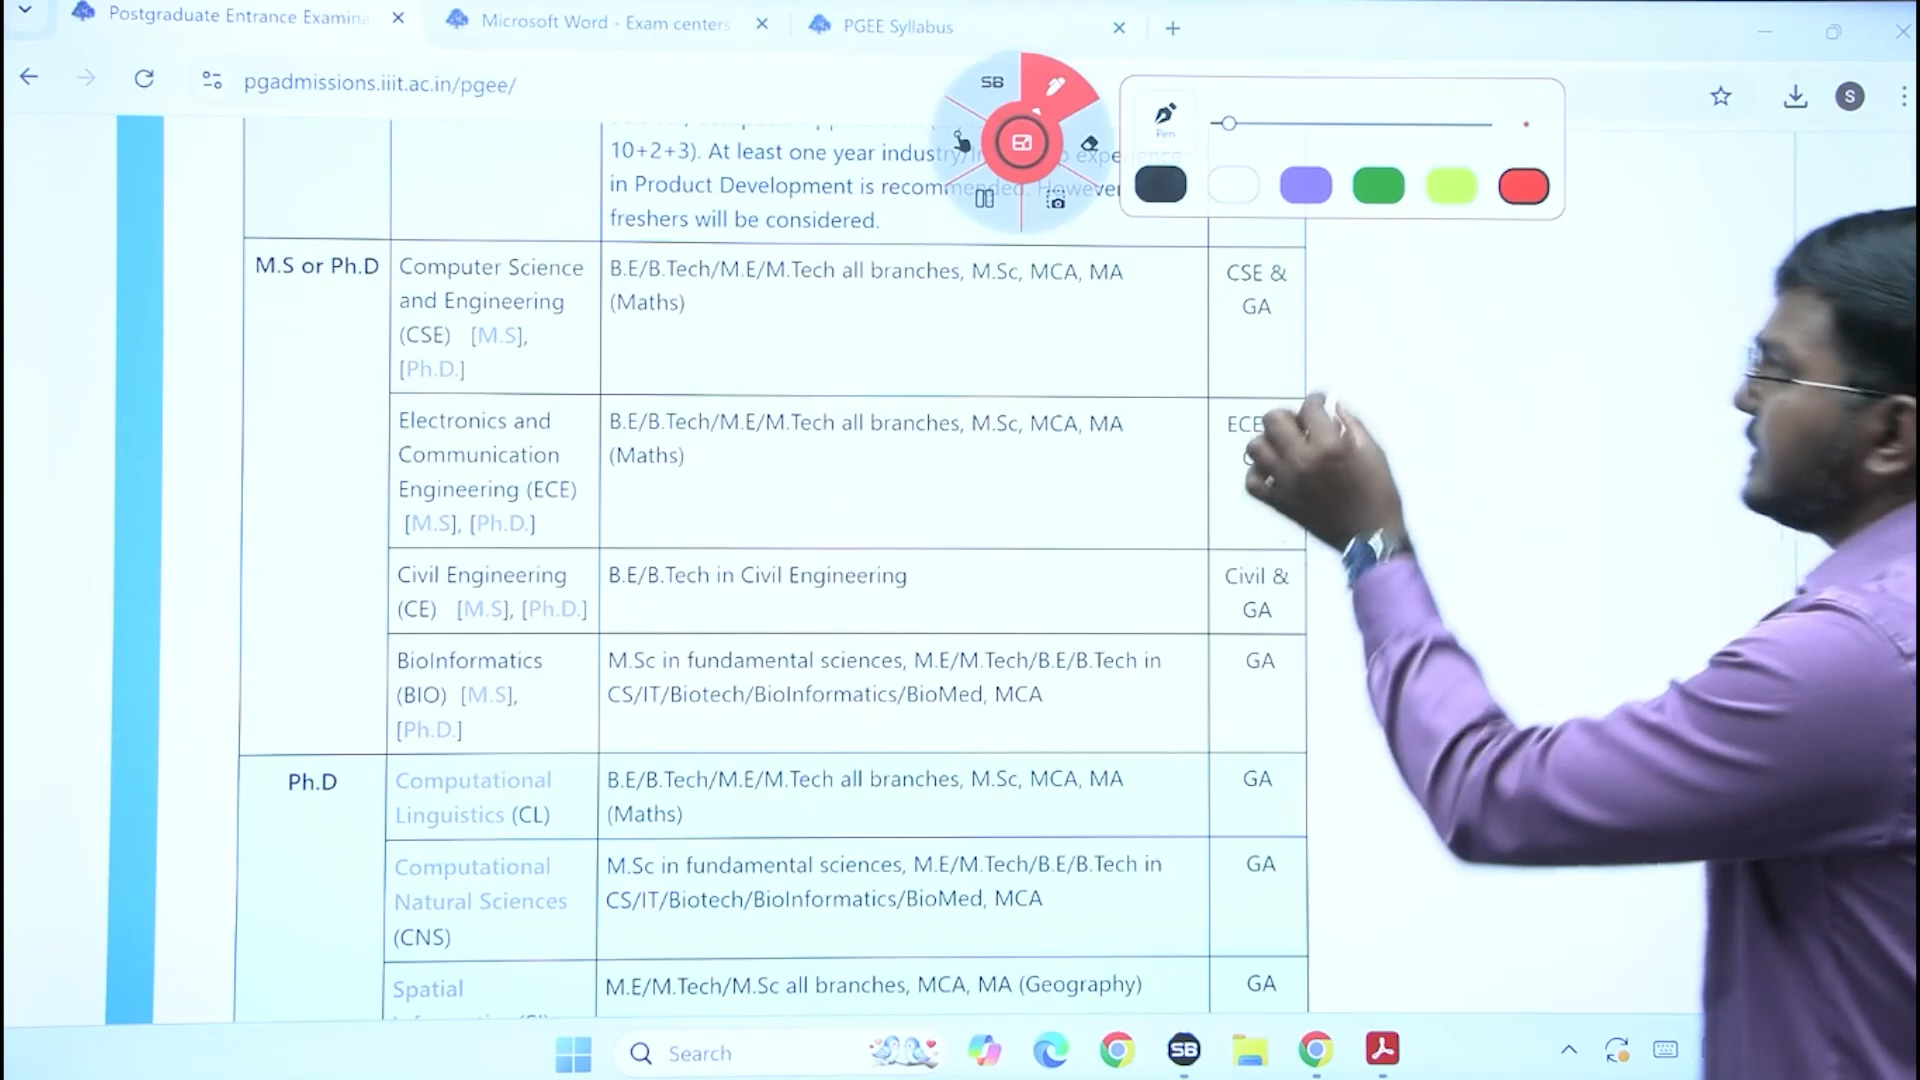 Postgraduate Entrance Examina
Microsoft Word - Exam centers
PGEE Syllabus
pgadmissions.iiit.ac.in/pgee/
S
SB
Pen
10+2+3). At least one year industry/
in Product Development is recommended. However
freshers will be considered.
M.S or Ph.D
Computer Science
and Engineering
(CSE) [M.S],
[Ph.D.]
B.E/B.Tech/M.E/M.Tech all branches, M.Sc, MCA, MA
(Maths)
CSE &
GA
Electronics and
Communication
Engineering (ECE)
[M.S], [Ph.D.]
B.E/B.Tech/M.E/M.Tech all branches, M.Sc, MCA, MA
(Maths)
ECE
Civil Engineering
(CE) [M.S], [Ph.D.]
B.E/B.Tech in Civil Engineering
Civil &
GA
BioInformatics
(BIO) [M.S],
[Ph.D.]
M.Sc in fundamental sciences, M.E/M.Tech/B.E/B.Tech in
CS/IT/Biotech/BioInformatics/BioMed, MCA
GA
Ph.D
Computational
Linguistics (CL)
B.E/B.Tech/M.E/M.Tech all branches, M.Sc, MCA, MA
(Maths)
GA
Computational
Natural Sciences
(CNS)
M.Sc in fundamental sciences, M.E/M.Tech/B.E/B.Tech in
CS/IT/Biotech/BioInformatics/BioMed, MCA
GA
Spatial
M.E/M.Tech/M.Sc all branches, MCA, MA (Geography)
GA
Search
SB